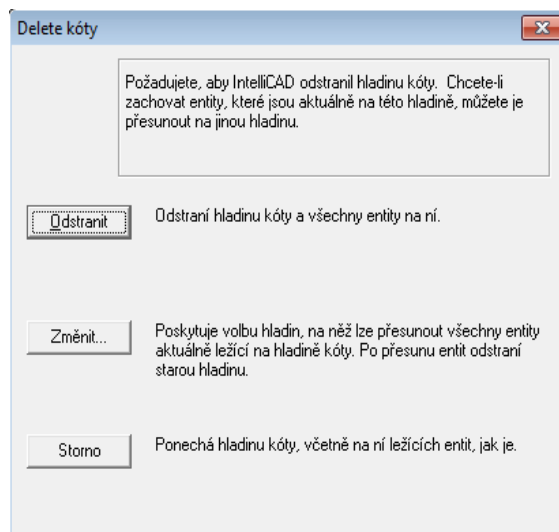 Delete kóty
Požadujete, aby IntelliCAD odstranil hladinu kóty. Chcete-li
zachovat entity, které jsou aktuálně na této hladině, můžete je
přesunout na jinou hladinu.
Odstranit
Odstraní hladinu kóty a všechny entity na ní.
Změnit...
Poskytuje volbu hladin, na něž lze přesunout všechny entity
aktuálně ležící na hladině kóty. Po přesunu entit odstraní
starou hladinu.
Storno
Ponechá hladinu kóty, včetně na ní ležících entit, jak je.